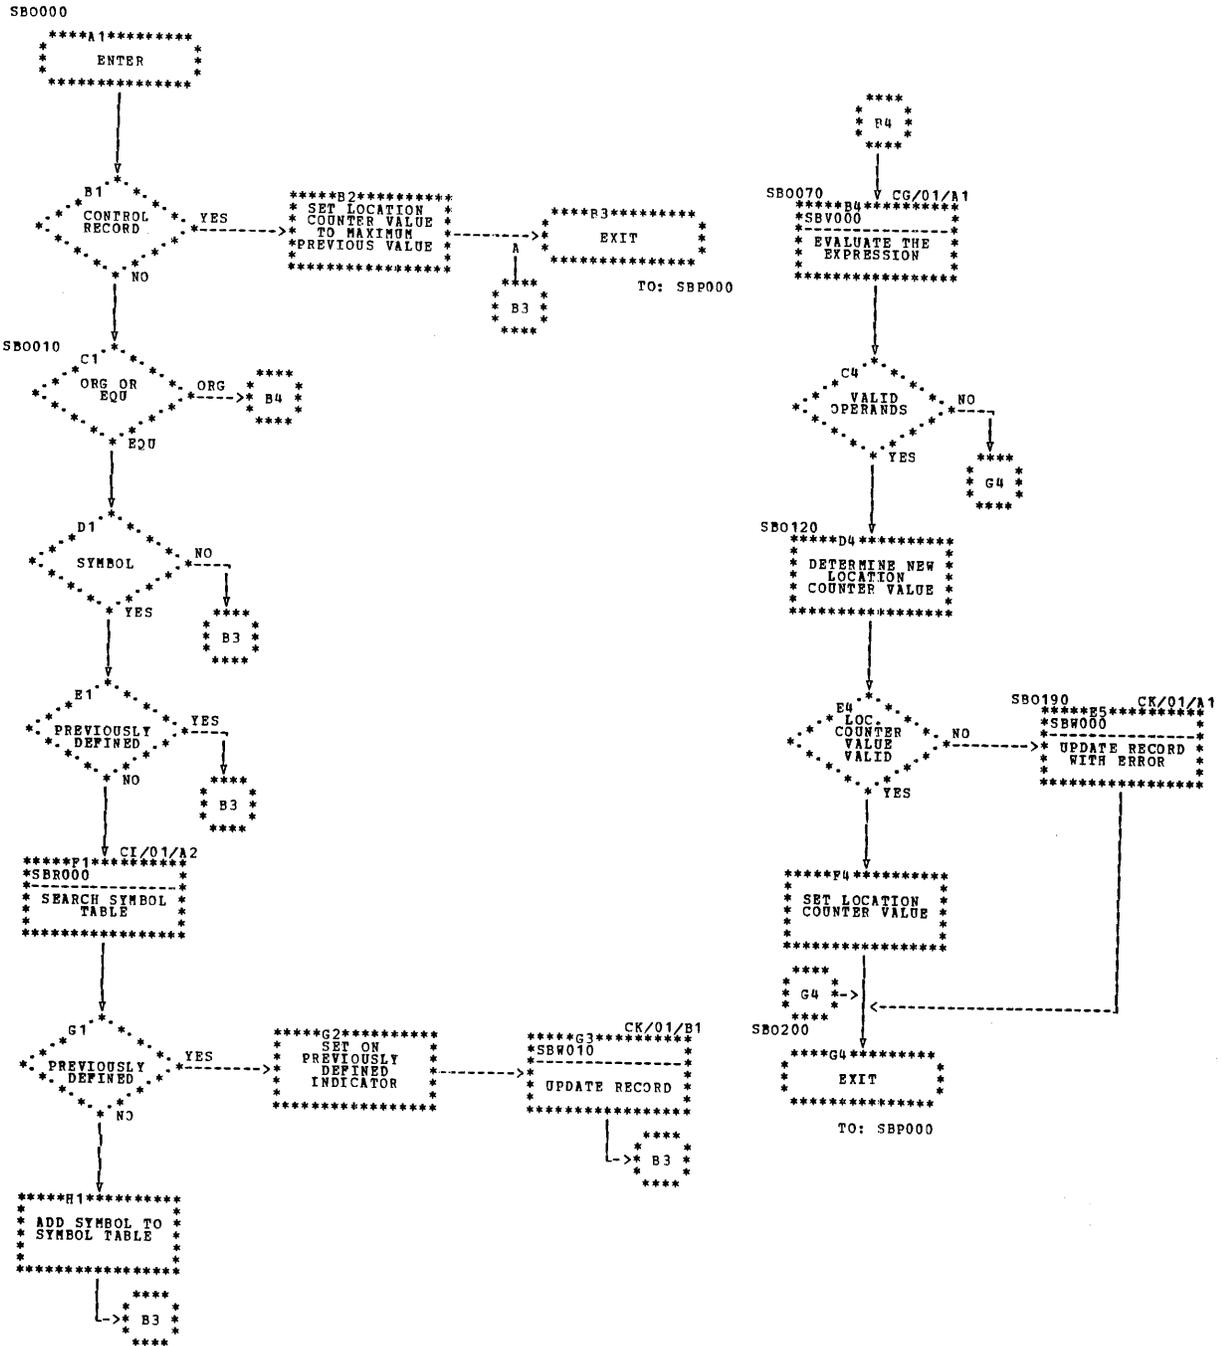 SBO000
A1
ENTER
B1
CONTROL
RECORD
YES
NO
B2
SET LOCATION
COUNTER VALUE
TO MAXIMUM
PREVIOUS VALUE
A
B3
B3
EXIT
TO: SBP000
SBO010
C1
ORG OR
EQU
ORG
B4
EQU
D1
SYMBOL
NO
B3
YES
E1
PREVIOUSLY
DEFINED
YES
B3
NO
CI/01/A2
F1
SBR000
SEARCH SYMBOL
TABLE
G1
PREVIOUSLY
DEFINED
YES
NO
G2
SET ON
PREVIOUSLY
DEFINED
INDICATOR
CK/01/B1
G3
SBW010
UPDATE RECORD
B3
H1
ADD SYMBOL TO
SYMBOL TABLE
B3
B4
SBO070
CG/01/A1
B4
SBV000
EVALUATE THE
EXPRESSION
C4
VALID
OPERANDS
NO
G4
YES
SBO120
D4
DETERMINE NEW
LOCATION
COUNTER VALUE
E4
LOC.
COUNTER
VALUE
VALID
NO
YES
SBO190
CK/01/A1
E5
SBW000
UPDATE RECORD
WITH ERROR
F4
SET LOCATION
COUNTER VALUE
G4
SBO200
G4
EXIT
TO: SBP000